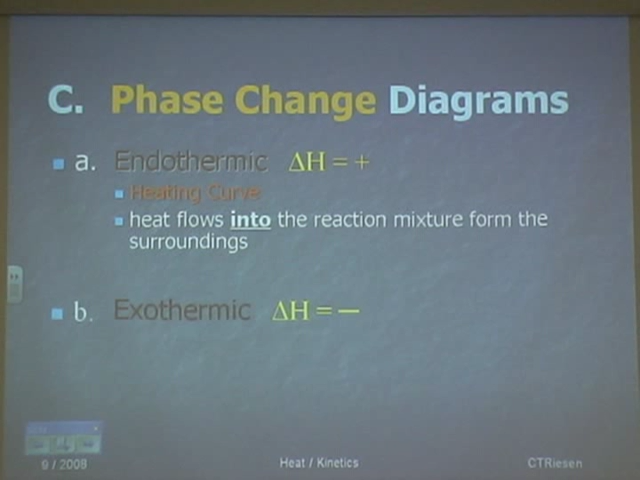 C. Phase Change Diagrams
a. Endothermic ΔH = +
Heating Curve
heat flows into the reaction mixture form the
surroundings
b. Exothermic ΔH = −
9 / 2008
Heat / Kinetics
CTRiesen